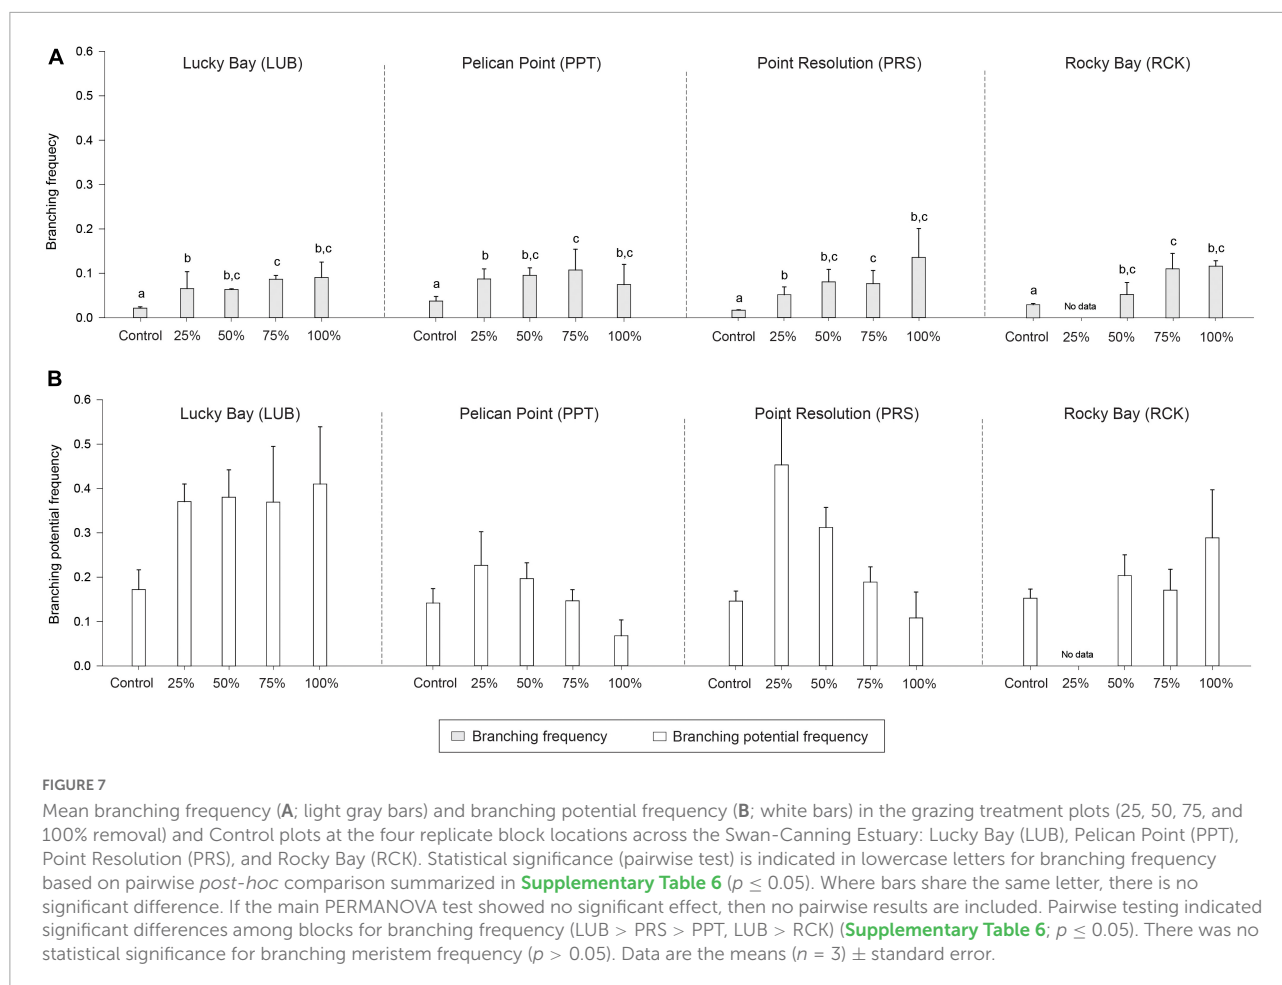 A
Lucky Bay (LUB) Pelican Point (PPT) Point Resolution (PRS) Rocky Bay (RCK)
Branching frequecy
0.6
0.5
0.4
0.3
0.2
0.1
0.0
a b b,c c b,c
a b b,c c b,c
a b b,c c b,c
a No data b,c c b,c
Control 25% 50% 75% 100% Control 25% 50% 75% 100% Control 25% 50% 75% 100% Control 25% 50% 75% 100%
B
Lucky Bay (LUB) Pelican Point (PPT) Point Resolution (PRS) Rocky Bay (RCK)
Branching potential frequency
0.6
0.5
0.4
0.3
0.2
0.1
0.0
No data
Control 25% 50% 75% 100% Control 25% 50% 75% 100% Control 25% 50% 75% 100% Control 25% 50% 75% 100%
Branching frequency Branching potential frequency
FIGURE 7
Mean branching frequency (A; light gray bars) and branching potential frequency (B; white bars) in the grazing treatment plots (25, 50, 75, and
100% removal) and Control plots at the four replicate block locations across the Swan-Canning Estuary: Lucky Bay (LUB), Pelican Point (PPT),
Point Resolution (PRS), and Rocky Bay (RCK). Statistical significance (pairwise test) is indicated in lowercase letters for branching frequency
based on pairwise post-hoc comparison summarized in Supplementary Table 6 (p ≤ 0.05). Where bars share the same letter, there is no
significant difference. If the main PERMANOVA test showed no significant effect, then no pairwise results are included. Pairwise testing indicated
significant differences among blocks for branching frequency (LUB > PRS > PPT, LUB > RCK) (Supplementary Table 6; p ≤ 0.05). There was no
statistical significance for branching meristem frequency (p > 0.05). Data are the means (n = 3) ± standard error.